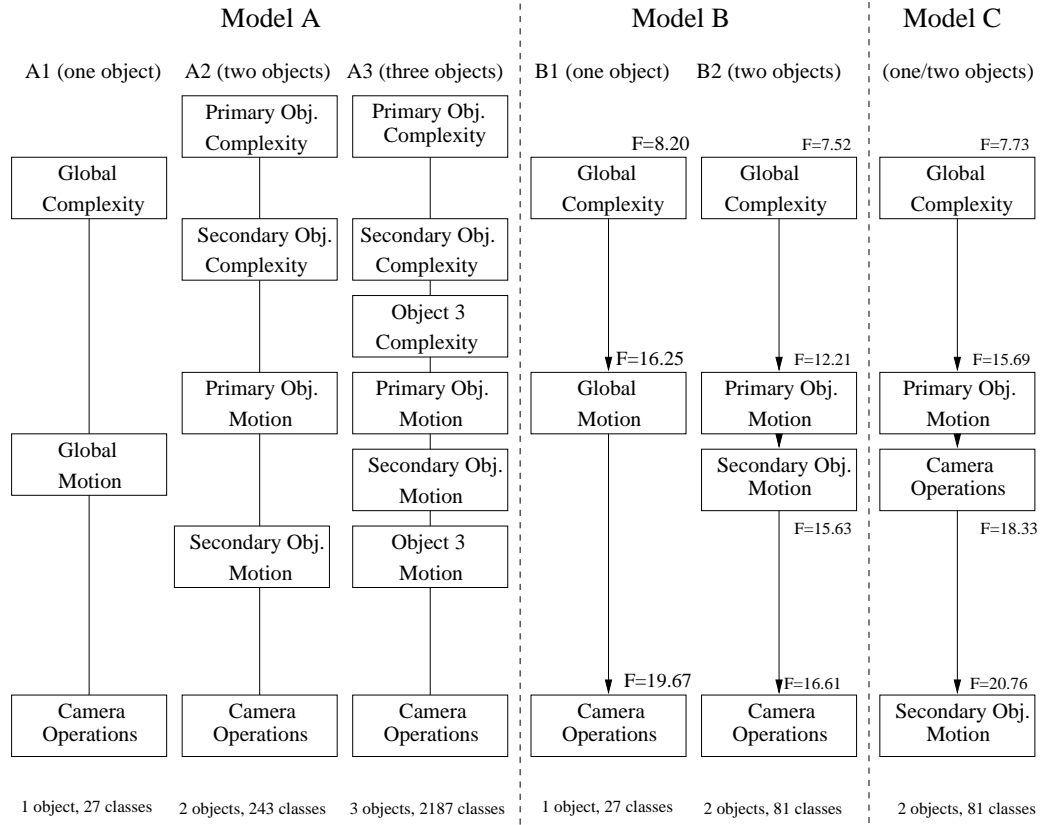 Model A
Model B
Model C
A1 (one object)
A2 (two objects)
A3 (three objects)
B1 (one object)
B2 (two objects)
(one/two objects)
Global
Complexity
Global
Motion
Camera
Operations
1 object, 27 classes
Primary Obj.
Complexity
Secondary Obj.
Complexity
Primary Obj.
Motion
Secondary Obj.
Motion
Camera
Operations
2 objects, 243 classes
Primary Obj.
Complexity
Secondary Obj.
Complexity
Object 3
Complexity
Primary Obj.
Motion
Secondary Obj.
Motion
Object 3
Motion
Camera
Operations
3 objects, 2187 classes
F=8.20
Global
Complexity
F=16.25
Global
Motion
F=19.67
Camera
Operations
1 object, 27 classes
F=7.52
Global
Complexity
F=12.21
Primary Obj.
Motion
Secondary Obj.
Motion
F=15.63
F=16.61
Camera
Operations
2 objects, 81 classes
F=7.73
Global
Complexity
F=15.69
Primary Obj.
Motion
Camera
Operations
F=18.33
F=20.76
Secondary Obj.
Motion
2 objects, 81 classes